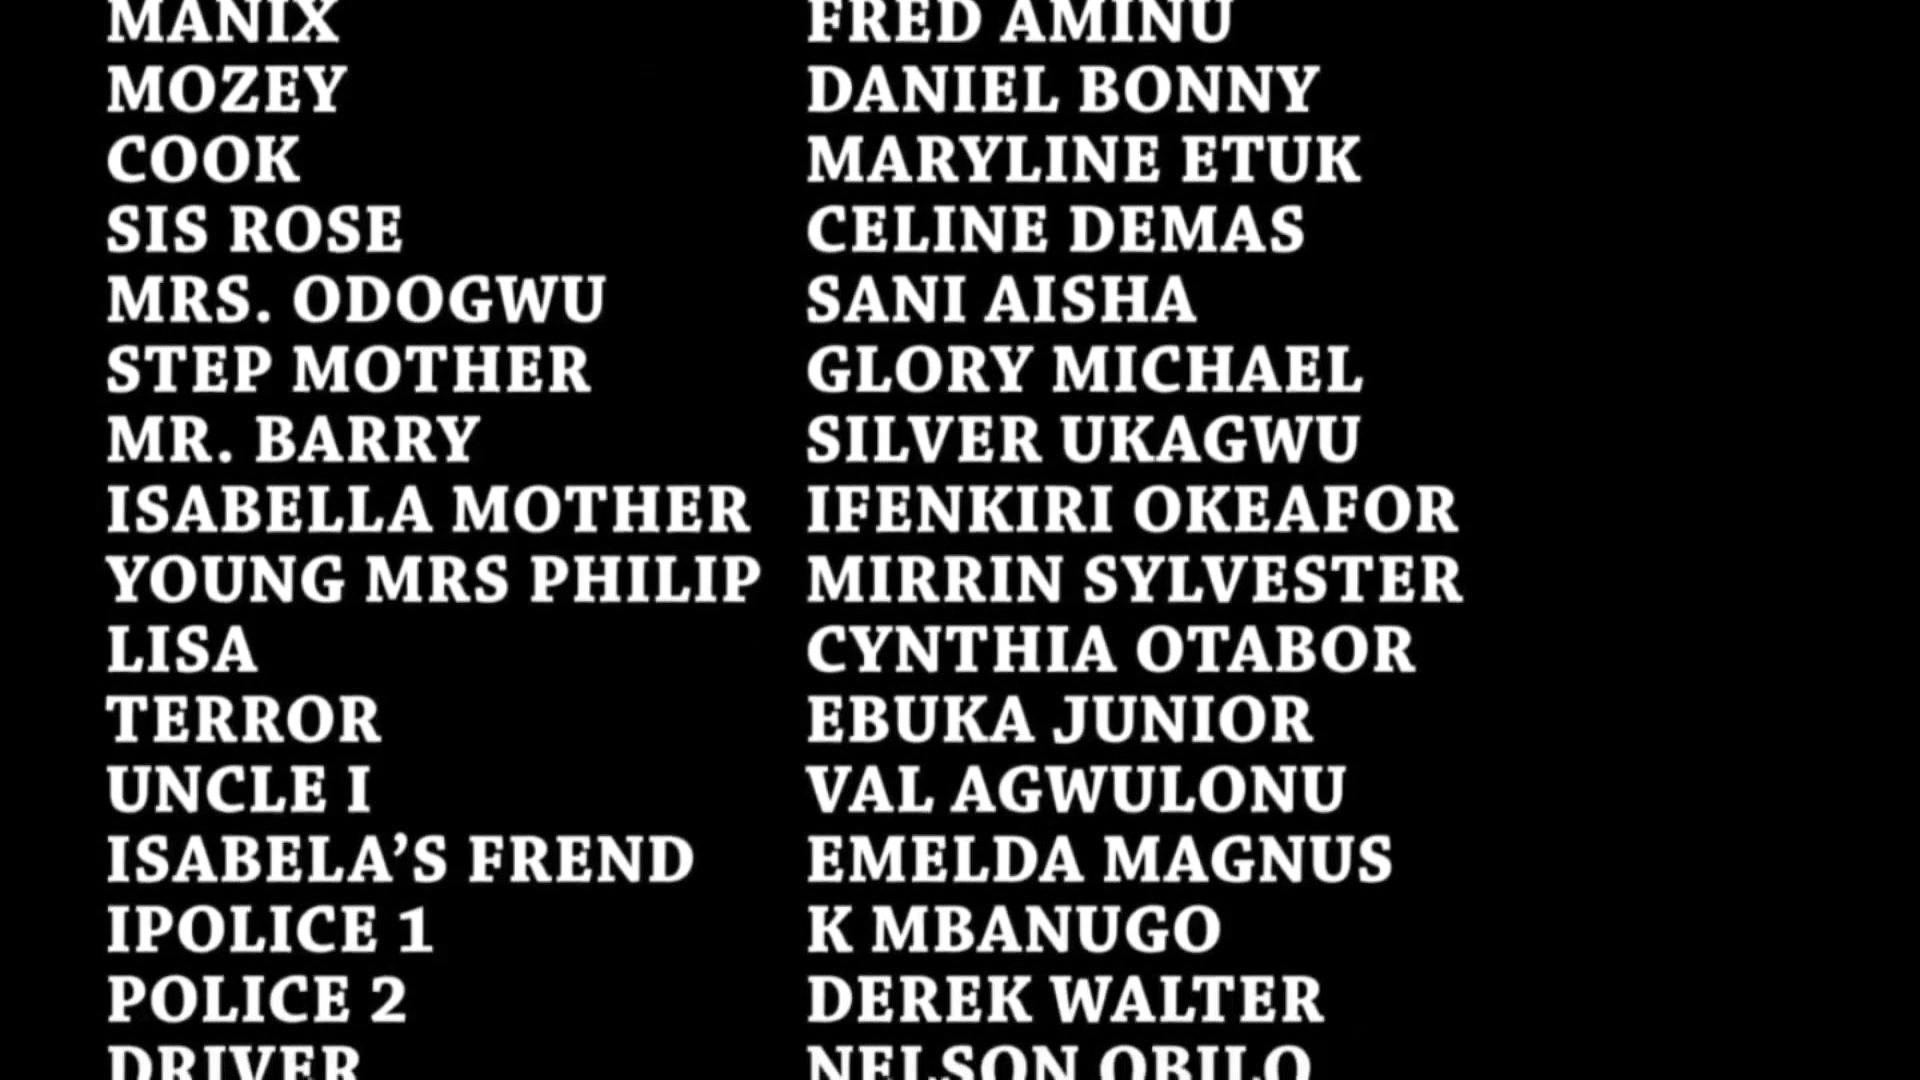 MANIX FRED AMINU
MOZEY DANIEL BONNY
COOK MARYLINE ETUK
SIS ROSE CELINE DEMAS
MRS. ODOGWU SANI AISHA
STEP MOTHER GLORY MICHAEL
MR. BARRY SILVER UKAGWU
ISABELLA MOTHER IFENKIRI OKEAFOR
YOUNG MRS PHILIP MIRRIN SYLVESTER
LISA CYNTHIA OTABOR
TERROR EBUKA JUNIOR
UNCLE I VAL AGWULONU
ISABELA’S FREND EMELDA MAGNUS
IPOLICE 1 K MBANUGO
POLICE 2 DEREK WALTER
DRIVER NELSON OBILO